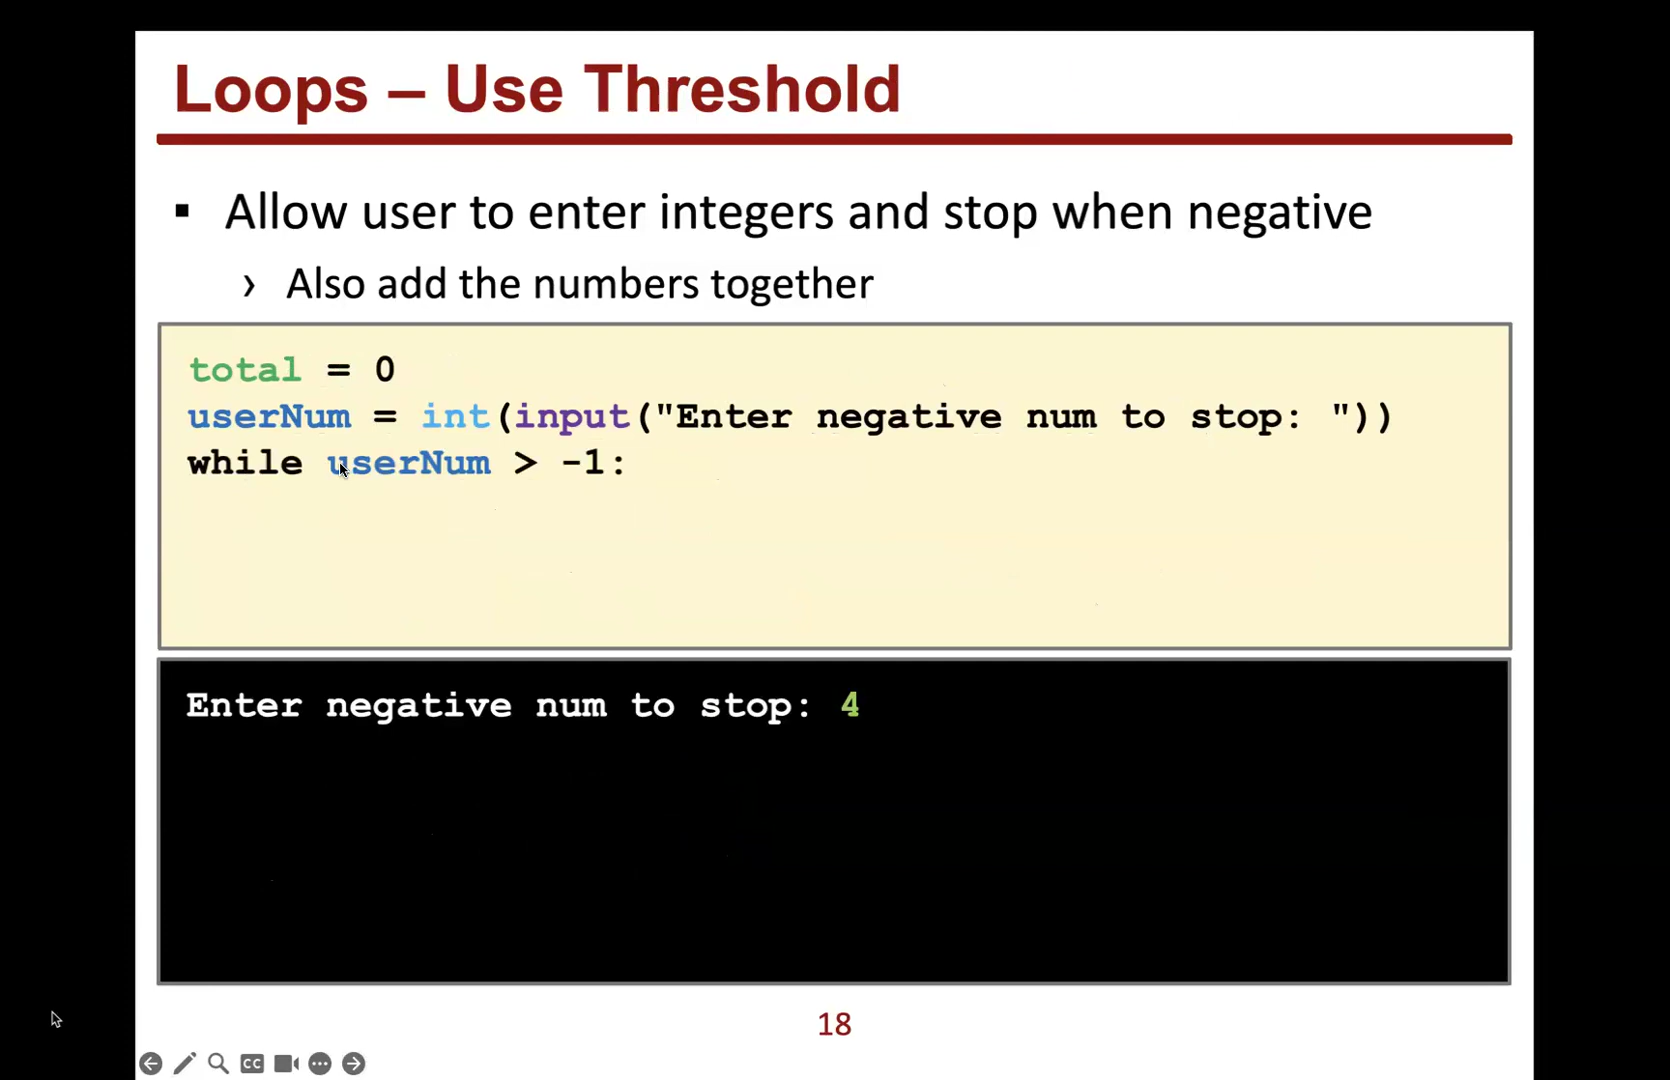 Loops – Use Threshold
▪ Allow user to enter integers and stop when negative
› Also add the numbers together
total = 0
userNum = int(input("Enter negative num to stop: "))
while userNum > -1:
Enter negative num to stop: 4
18
CC